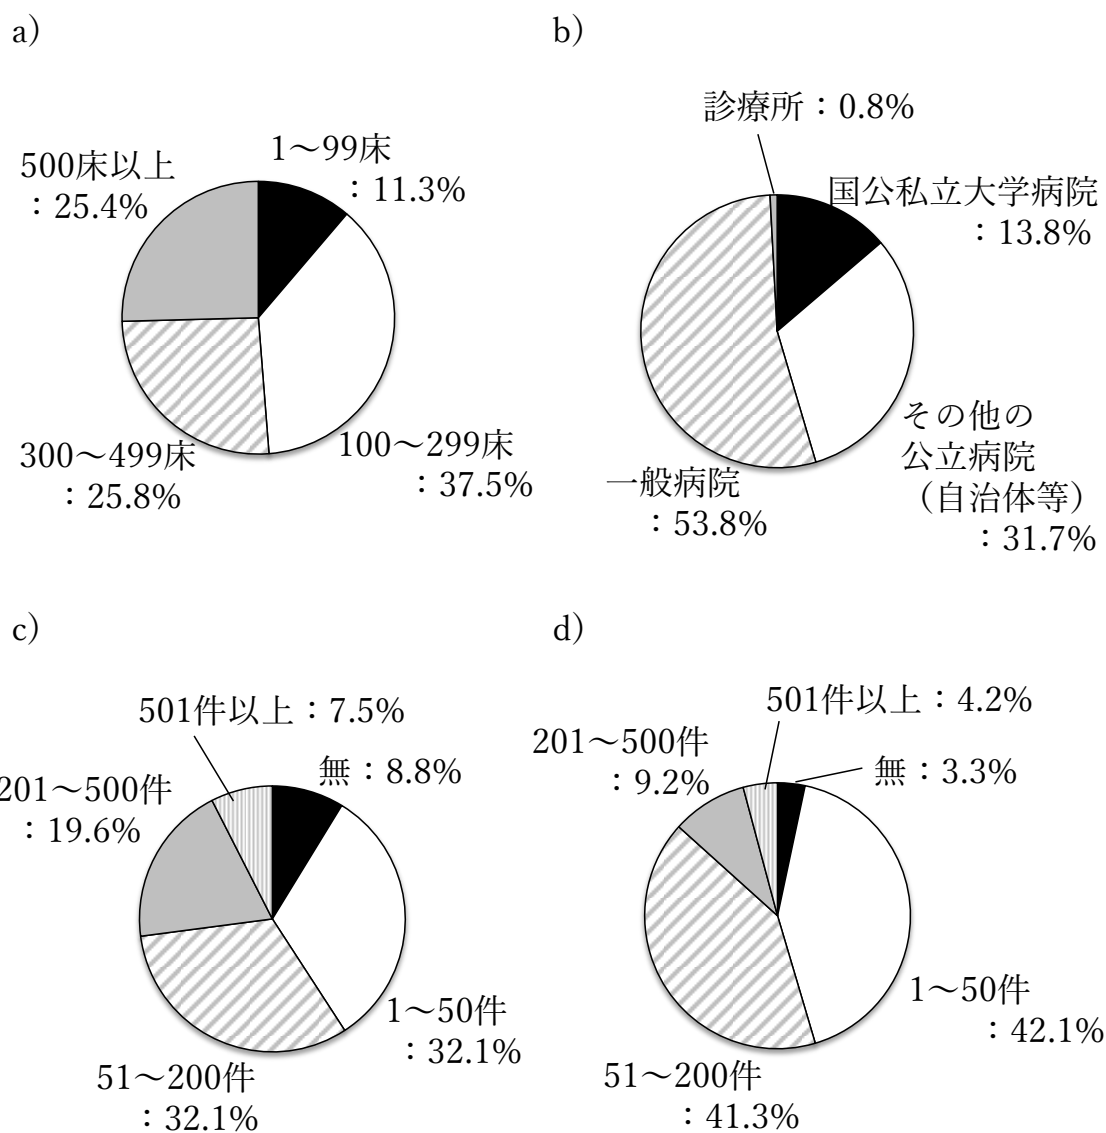 a)
500床以上
：25.4%
1～99床
：11.3%
300～499床
：25.8%
100～299床
：37.5%
b)
診療所：0.8%
国公私立大学病院
：13.8%
その他の
公立病院
（自治体等）
：31.7%
一般病院
：53.8%
c)
501件以上：7.5%
無：8.8%
201～500件
：19.6%
1～50件
：32.1%
51～200件
：32.1%
d)
501件以上：4.2%
201～500件
：9.2%
無：3.3%
1～50件
：42.1%
51～200件
：41.3%